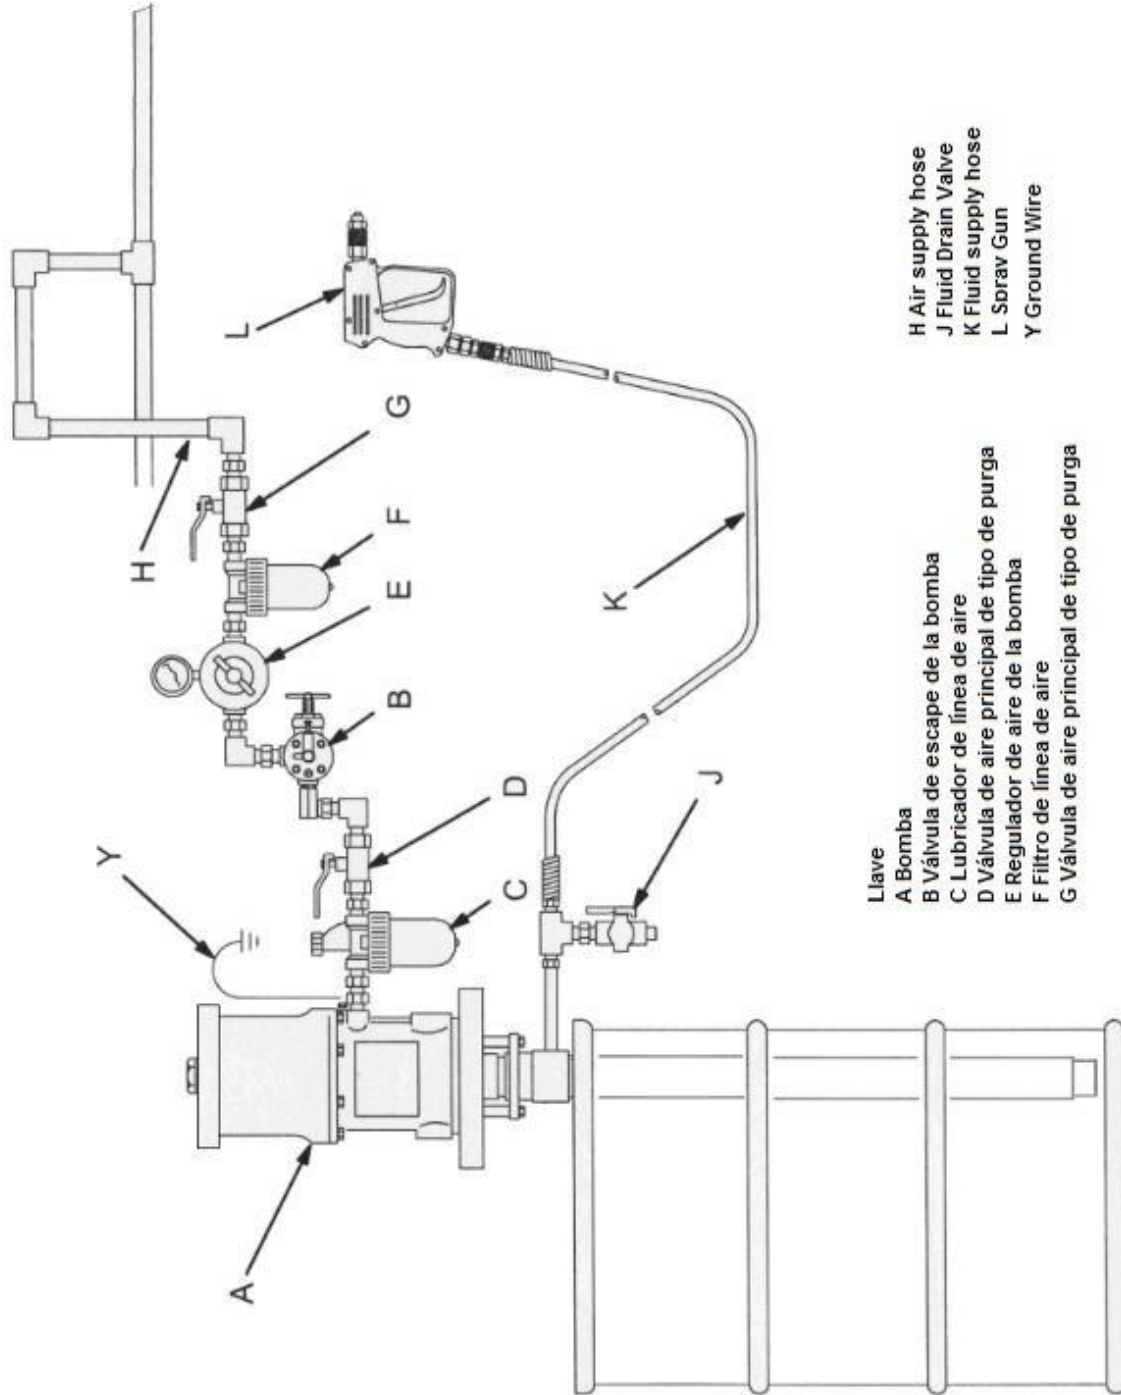 Y
H
A
L
B
E
F
G
C
D
K
J
Llave
A Bomba
B Válvula de escape de la bomba
C Lubricador de línea de aire
D Válvula de aire principal de tipo de purga
E Regulador de aire de la bomba
F Filtro de línea de aire
G Válvula de aire principal de tipo de purga
H Air supply hose
J Fluid Drain Valve
K Fluid supply hose
L Spray Gun
Y Ground Wire